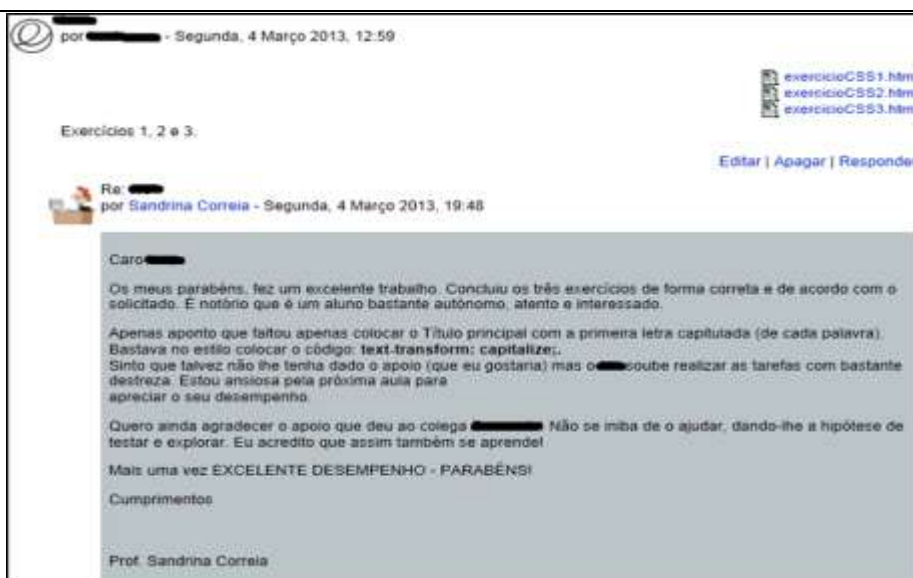 por - Segunda, 4 Março 2013, 12:59
exercicioCSS1.htm
exercicioCSS2.htm
exercicioCSS3.htm
Exercícios 1, 2 e 3.
Editar | Apagar | Responde
Re:
por Sandrina Correia - Segunda, 4 Março 2013, 19:48
Caro
Os meus parabéns, fez um excelente trabalho. Concluiu os três exercícios de forma correta e de acordo com o
solicitado. É notório que é um aluno bastante autónomo, atento e interessado.
Apenas aponto que faltou apenas colocar o Título principal com a primeira letra capitulada (de cada palavra).
Bastava no estilo colocar o código: text-transform: capitalize;.
Sinto que talvez não lhe tenha dado o apoio (que eu gostaria) mas o soube realizar as tarefas com bastante
destreza. Estou ansiosa pela próxima aula para
apreciar o seu desempenho.
Quero ainda agradecer o apoio que deu ao colega Não se iniba de o ajudar, dando-lhe a hipótese de
testar e explorar. Eu acredito que assim também se aprende!
Mais uma vez EXCELENTE DESEMPENHO - PARABÉNS!
Cumprimentos
Prof. Sandrina Correia